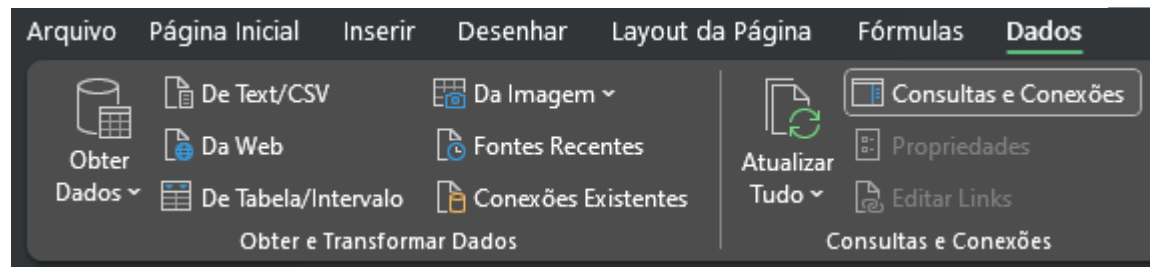 Arquivo Página Inicial Inserir Desenhar Layout da Página Fórmulas Dados
Obter
Dados
De Text/CSV
Da Web
De Tabela/Intervalo
Da Imagem
Fontes Recentes
Conexões Existentes
Obter e Transformar Dados
Atualizar
Tudo
Consultas e Conexões
Propriedades
Editar Links
Consultas e Conexões